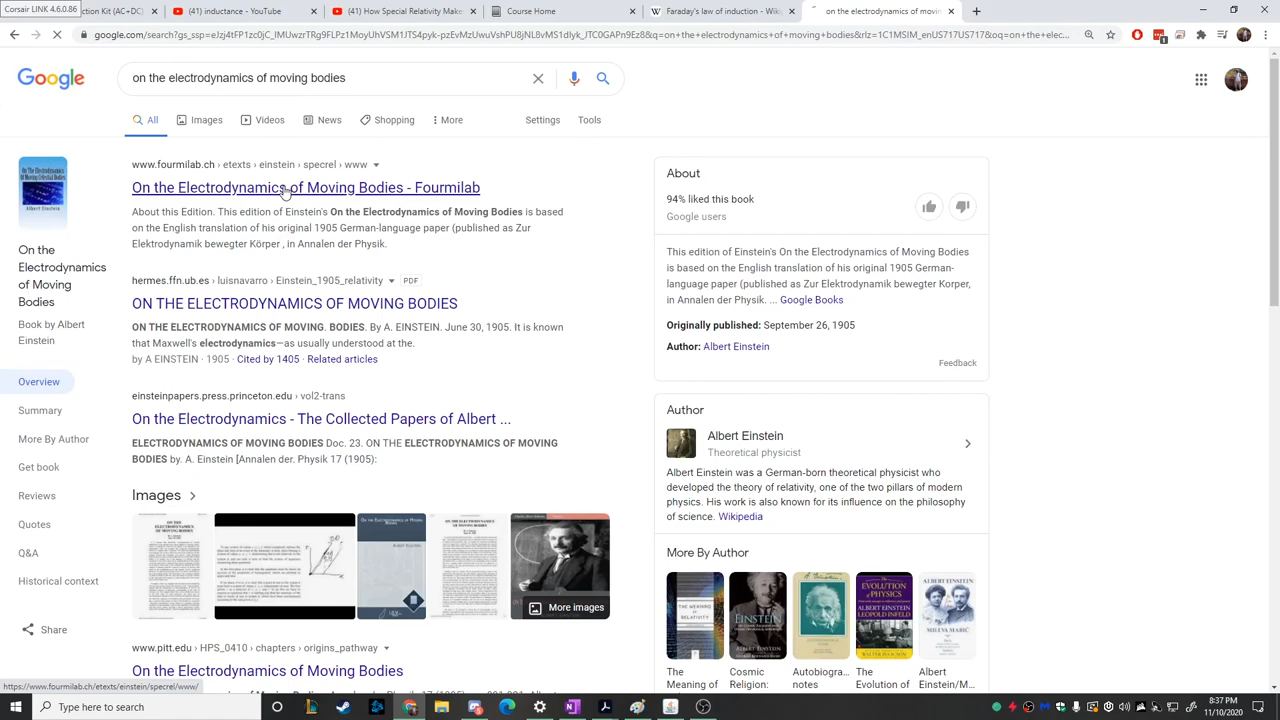 Corsair LINK 4.6.0.86
ction Kit (AC+DC)
(41) inductance - YouTube
(41) How Special Relativity Make
Course Home
Faraday's law of induction - Wiki
on the electrodynamics of movin
google.com/search?gs_ssp=eJzj4tFP1zc0jC_IMUwzrTRg9FLPz1MoyUhVSM1JTS4pyk-pzEvMzUwuVshPU8jNL8vMS1dIyk_JTC0GAPn9Ez8&q=on+the+electrodynamics+of+moving+bodies&rlz=1C1MSIM_enUS717US717&oq=on+the+elec...
Google
on the electrodynamics of moving bodies
All
Images
Videos
News
Shopping
More
Settings
Tools
www.fourmilab.ch › etexts › einstein › specrel › www
On the Electrodynamics of Moving Bodies - Fourmilab
About this Edition. This edition of Einstein's On the Electrodynamics of Moving Bodies is based
on the English translation of his original 1905 German-language paper (published as Zur
Elektrodynamik bewegter Körper , in Annalen der Physik.
hermes.ffn.ub.es › luisnavarro › Einstein_1905_relativity PDF
ON THE ELECTRODYNAMICS OF MOVING BODIES
ON THE ELECTRODYNAMICS OF MOVING. BODIES. By A. EINSTEIN. June 30, 1905. It is known
that Maxwell's electrodynamics—as usually understood at the.
by A EINSTEIN · 1905 · Cited by 1405 · Related articles
einsteinpapers.press.princeton.edu › vol2-trans
On the Electrodynamics - The Collected Papers of Albert ...
ELECTRODYNAMICS OF MOVING BODIES Doc. 23. ON THE ELECTRODYNAMICS OF MOVING
BODIES by. A. Einstein [Annalen der. Physik 17 (1905):
Images
More images
www.pitt.edu › HPS_0410 › chapters › origins_pathway
On the Electrodynamics of Moving Bodies
On the
Electrodynamics
of Moving
Bodies
Book by Albert
Einstein
Overview
Summary
More By Author
Get book
Reviews
Quotes
Q&A
Historical context
Share
About
94% liked this book
Google users
This edition of Einstein's On the Electrodynamics of Moving Bodies
is based on the English translation of his original 1905 German-
language paper (published as Zur Elektrodynamik bewegter Korper,
in Annalen der Physik. ... Google Books
Originally published: September 26, 1905
Author: Albert Einstein
Feedback
Author
Albert Einstein
Theoretical physicist
Albert Einstein was a German-born theoretical physicist who
developed the theory of relativity, one of the two pillars of modern
physics. His work is also known for its influence on the philosophy
of science. Wikipedia
More By Author
The
Meaning of
Cosmic
Religion:
Autobiogra...
notes
The
Evolution of
Albert
Einstein/M...
https://www.fourmilab.ch/etexts/einstein/specrel/www/
Type here to search
8:37 PM
11/10/2020